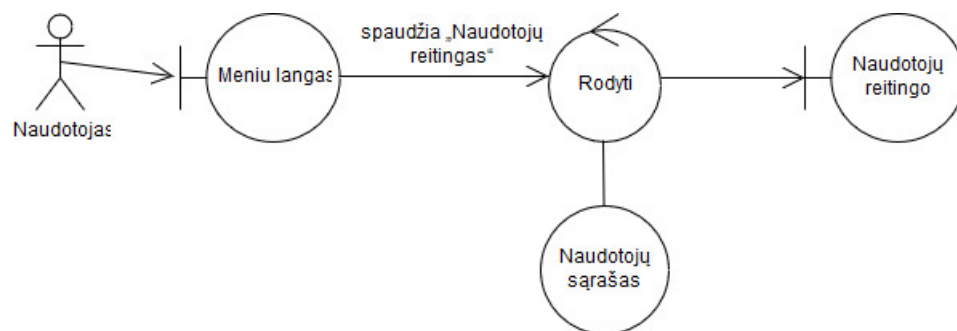 Naudotojas
Meniu langas
spaudžia „Naudotojų
reitingas“
Rodyti
Naudotojų
reitingo
Naudotojų
sąrašas